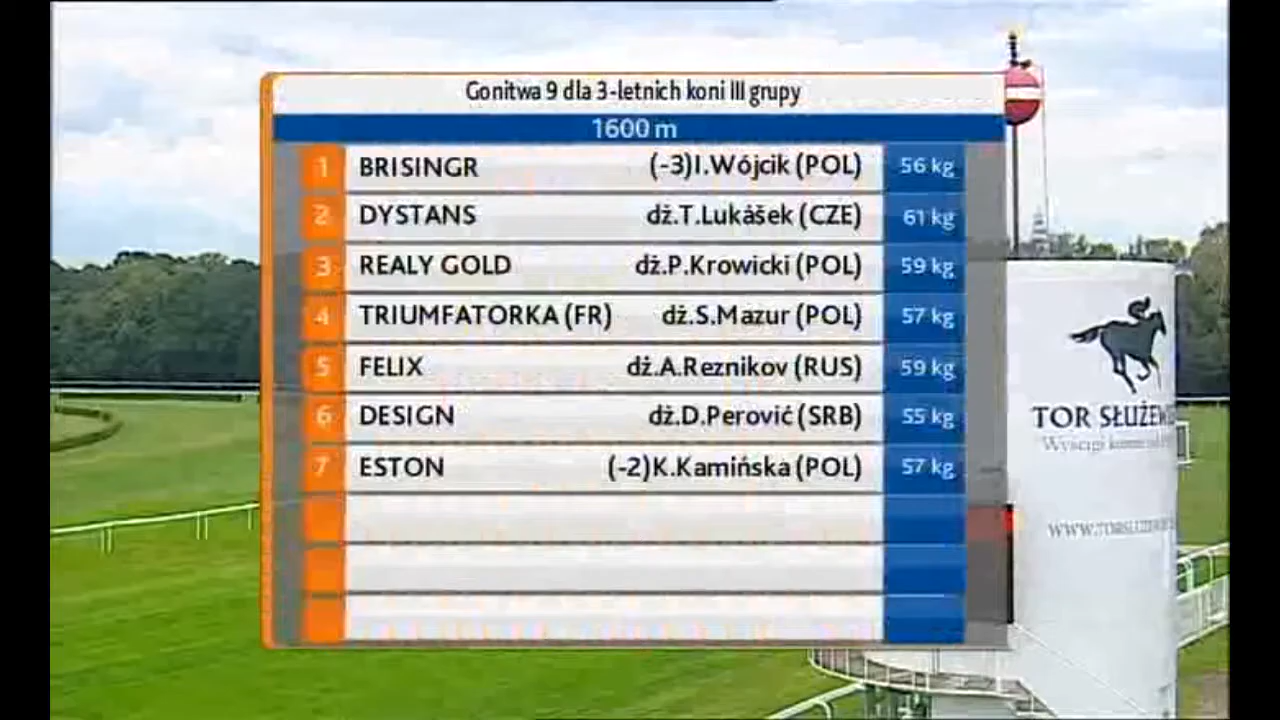 Gonitwa 9 dla 3-letnich koni III grupy
1600 m
1 BRISINGR (-3)I.Wójcik (POL) 56 kg
2 DYSTANS dż.T.Lukášek (CZE) 61 kg
3 REALY GOLD dż.P.Krowicki (POL) 59 kg
4 TRIUMFATORKA (FR) dż.S.Mazur (POL) 57 kg
5 FELIX dż.A.Reznikov (RUS) 59 kg
6 DESIGN dż.D.Perović (SRB) 55 kg
7 ESTON (-2)K.Kamińska (POL) 57 kg
TOR SŁUŻEW
Wyścigi konne